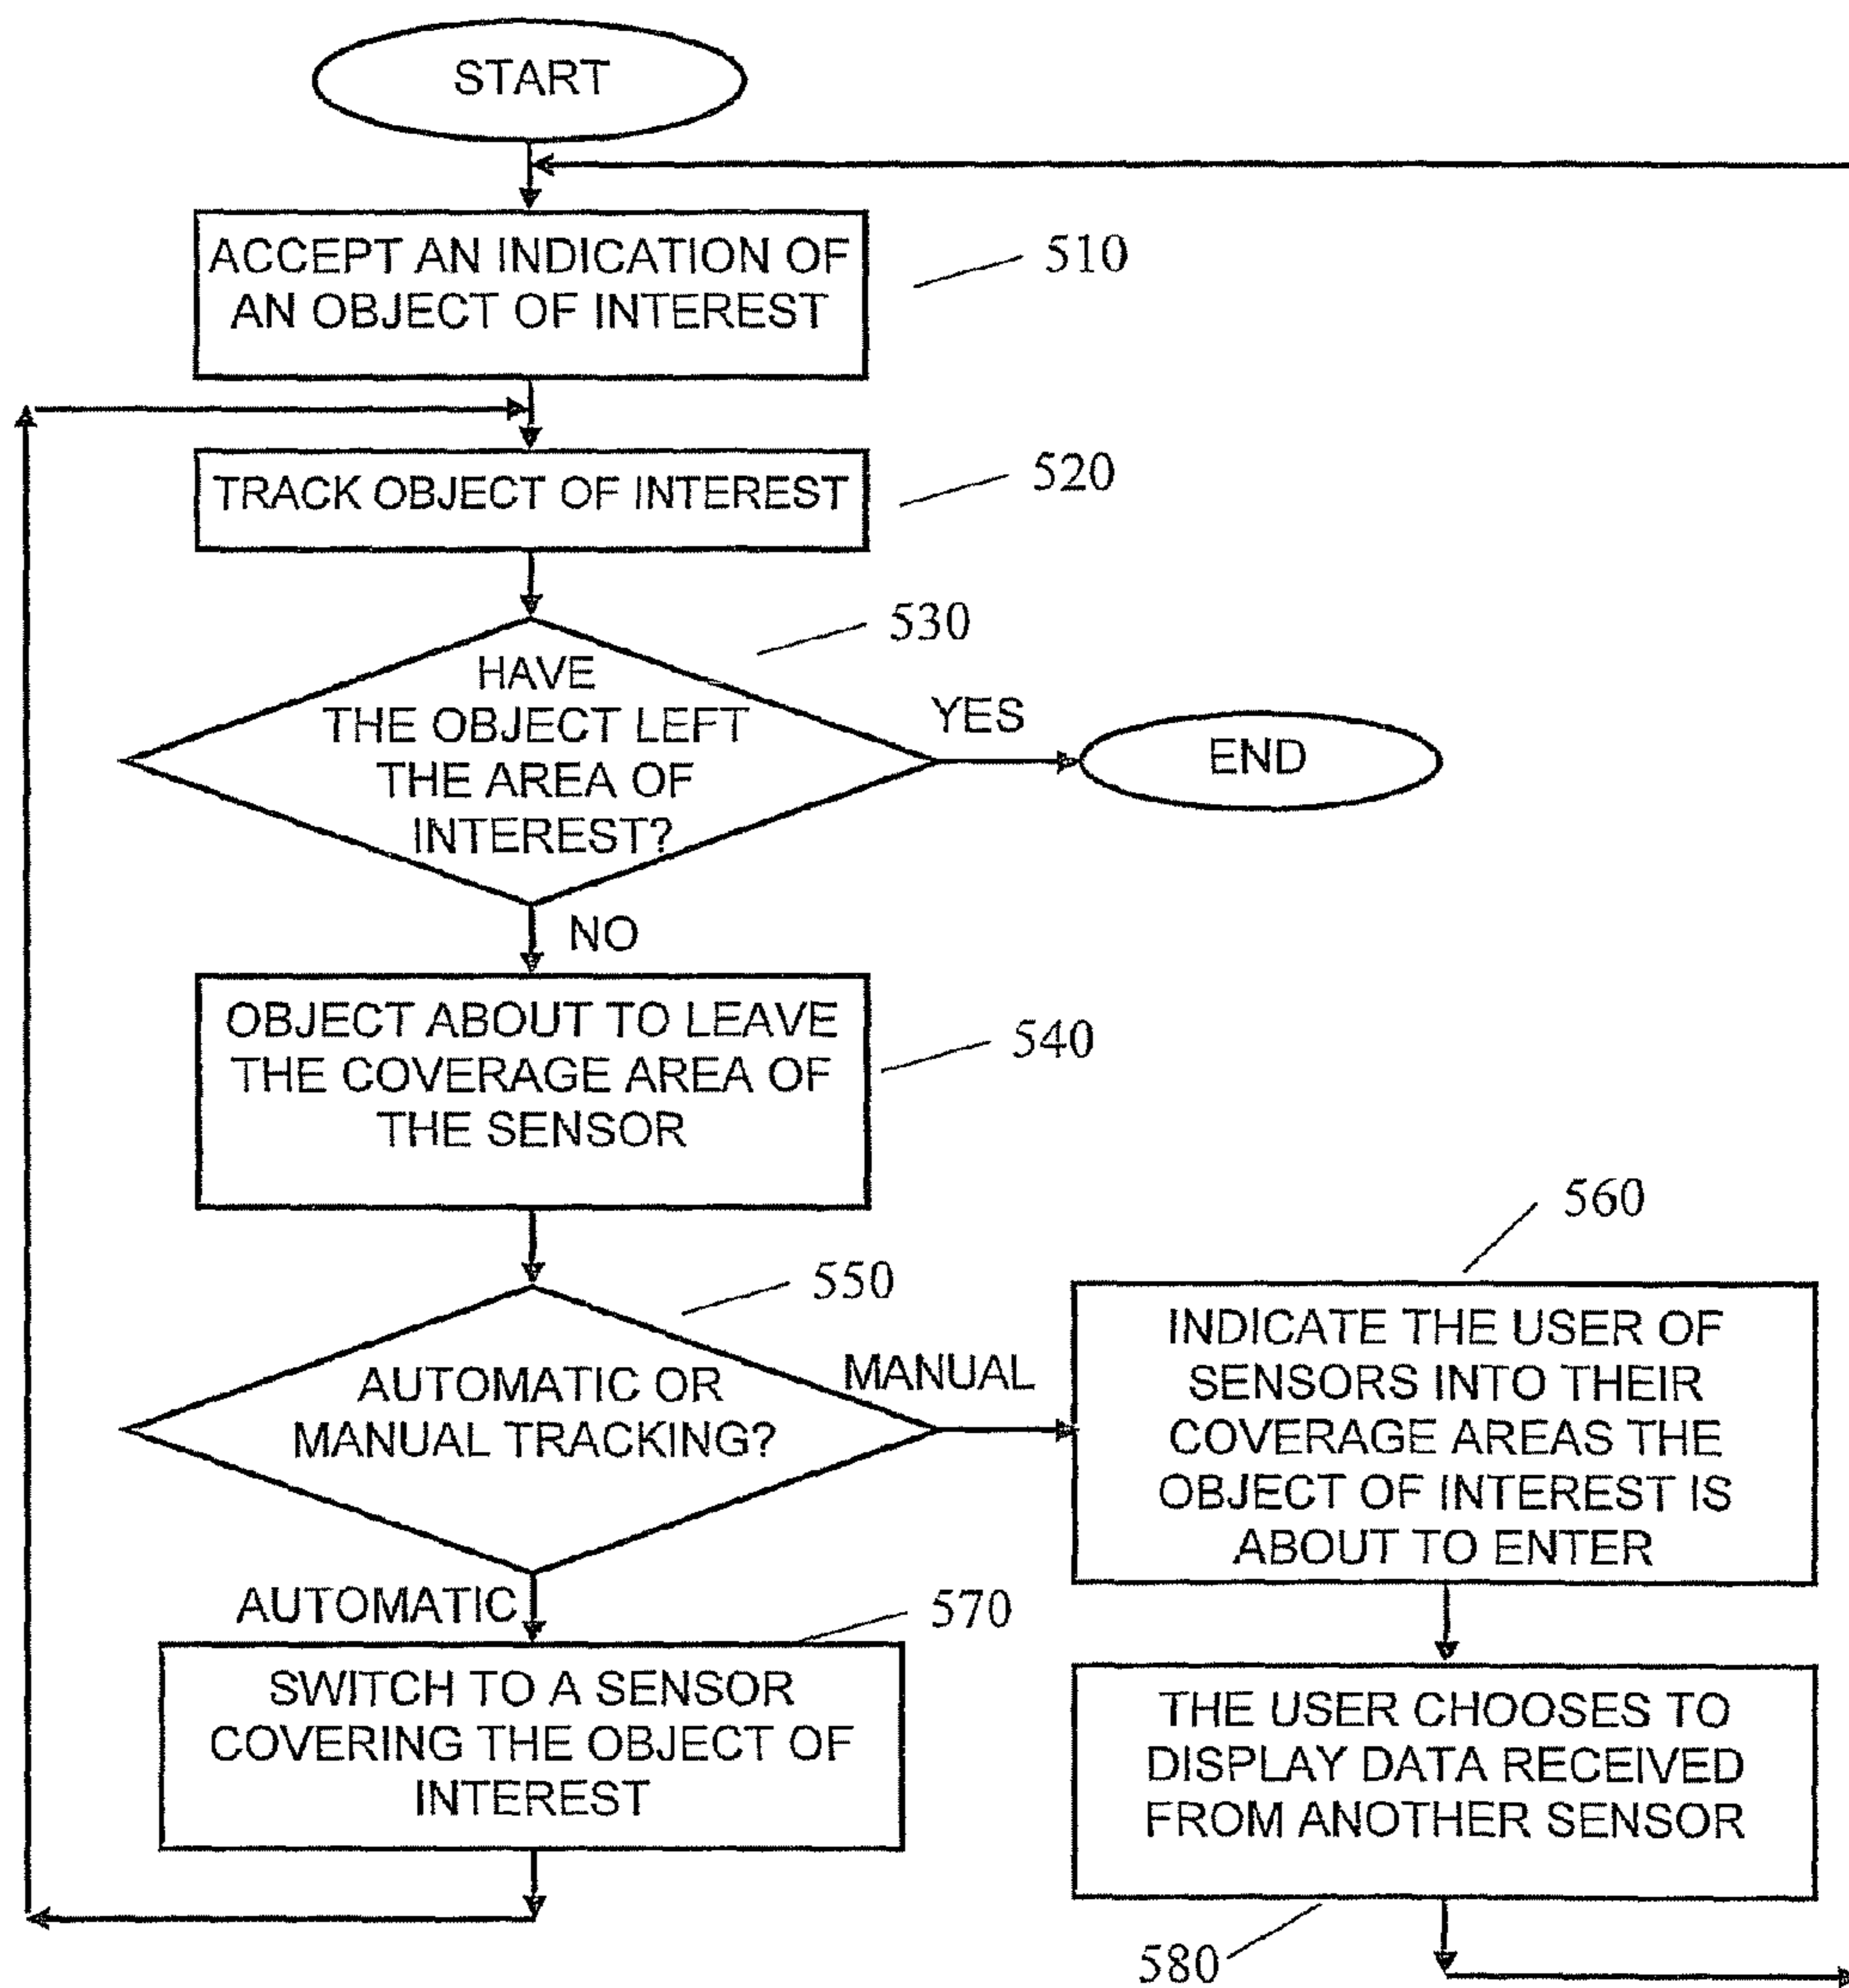 START
ACCEPT AN INDICATION OF
AN OBJECT OF INTEREST
510
TRACK OBJECT OF INTEREST
520
530
HAVE
THE OBJECT LEFT
THE AREA OF
INTEREST?
YES
END
NO
OBJECT ABOUT TO LEAVE
THE COVERAGE AREA OF
THE SENSOR
540
550
AUTOMATIC OR
MANUAL TRACKING?
MANUAL
560
INDICATE THE USER OF
SENSORS INTO THEIR
COVERAGE AREAS THE
OBJECT OF INTEREST IS
ABOUT TO ENTER
AUTOMATIC
570
SWITCH TO A SENSOR
COVERING THE OBJECT OF
INTEREST
THE USER CHOOSES TO
DISPLAY DATA RECEIVED
FROM ANOTHER SENSOR
580